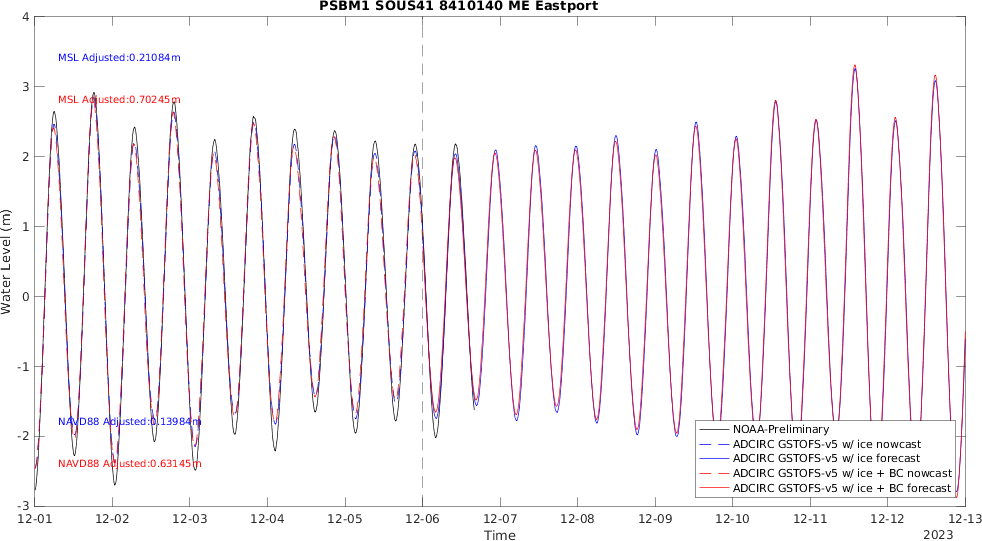 PSBM1 SOUS41 8410140 ME Eastport
4
3
2
1
0
-1
-2
-3
Water Level (m)
MSL Adjusted:0.21084m
MSL Adjusted:0.70245m
NAVD88 Adjusted:0.13984m
NAVD88 Adjusted:0.63145m
NOAA-Preliminary
ADCIRC GSTOFS-v5 w/ ice nowcast
ADCIRC GSTOFS-v5 w/ ice forecast
ADCIRC GSTOFS-v5 w/ ice + BC nowcast
ADCIRC GSTOFS-v5 w/ ice + BC forecast
12-01 12-02 12-03 12-04 12-05 12-06 12-07 12-08 12-09 12-10 12-11 12-12 12-13
Time
2023